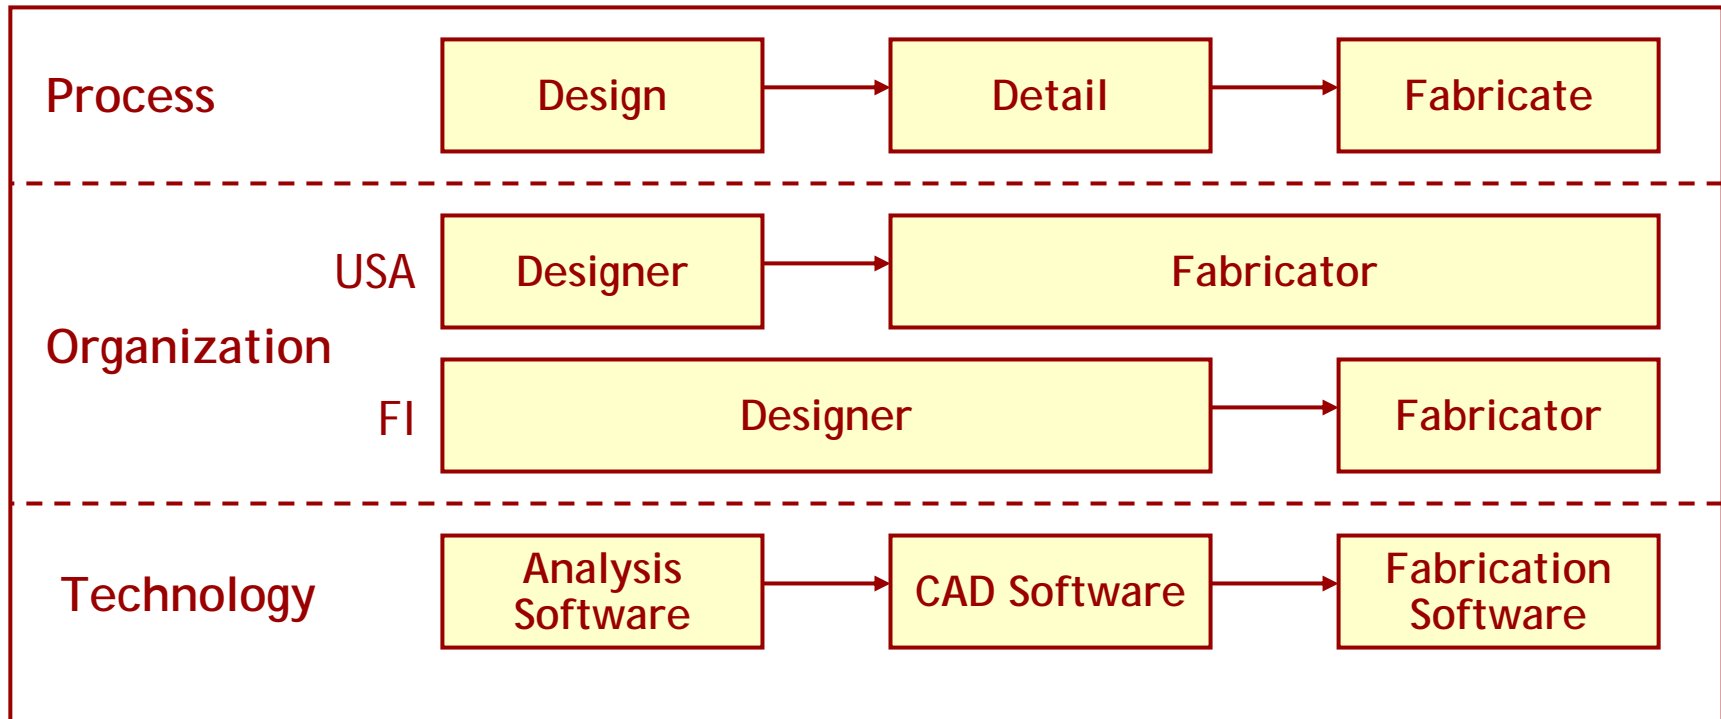 Process
Design
Detail
Fabricate
Organization
USA
Designer
Fabricator
FI
Designer
Fabricator
Technology
Analysis
Software
CAD Software
Fabrication
Software